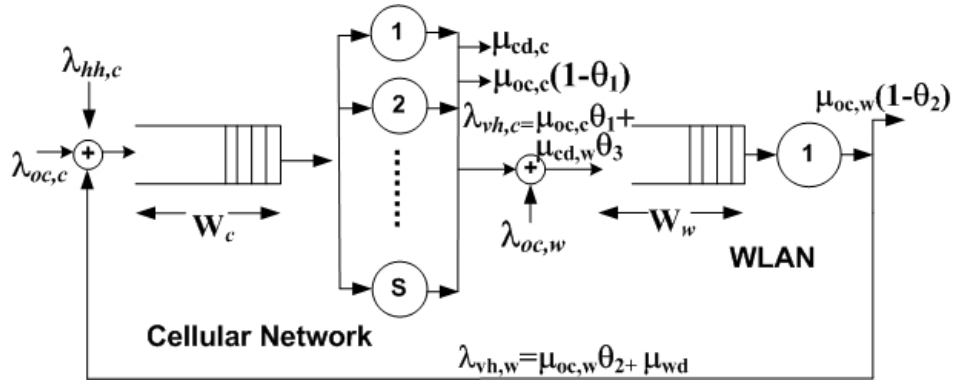 λhh,c
λoc,c
+
Wc
Cellular Network
1
2
S
μcd,c
μoc,c(1-θ1)
λvh,c=μoc,cθ1+
μcd,wθ3
+
λoc,w
Ww
1
WLAN
μoc,w(1-θ2)
λvh,w=μoc,wθ2+ μwd